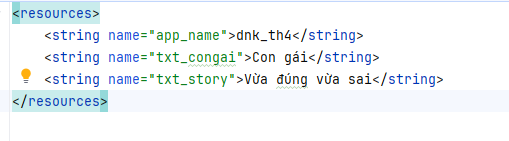 <resources>
<string name="app_name">dnk_th4</string>
<string name="txt_congai">Con gái</string>
<string name="txt_story">Vừa đúng vừa sai</string>
</resources>